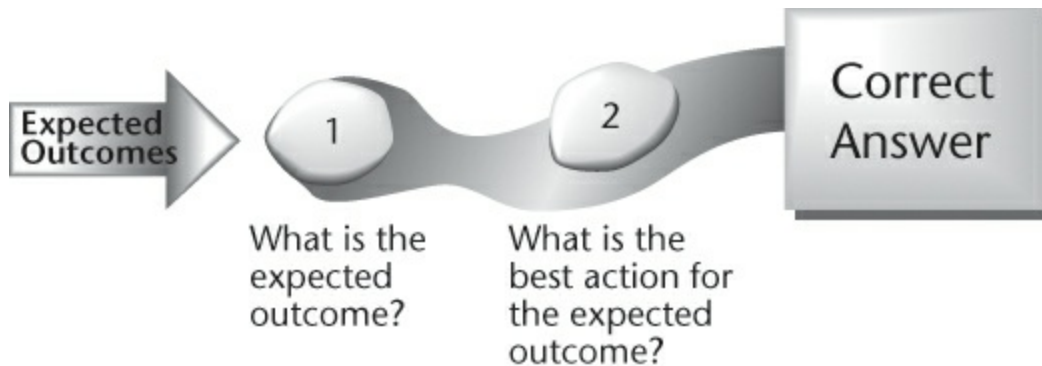 Expected
Outcomes
1
2
Correct
Answer
What is the
expected
outcome?
What is the
best action for
the expected
outcome?